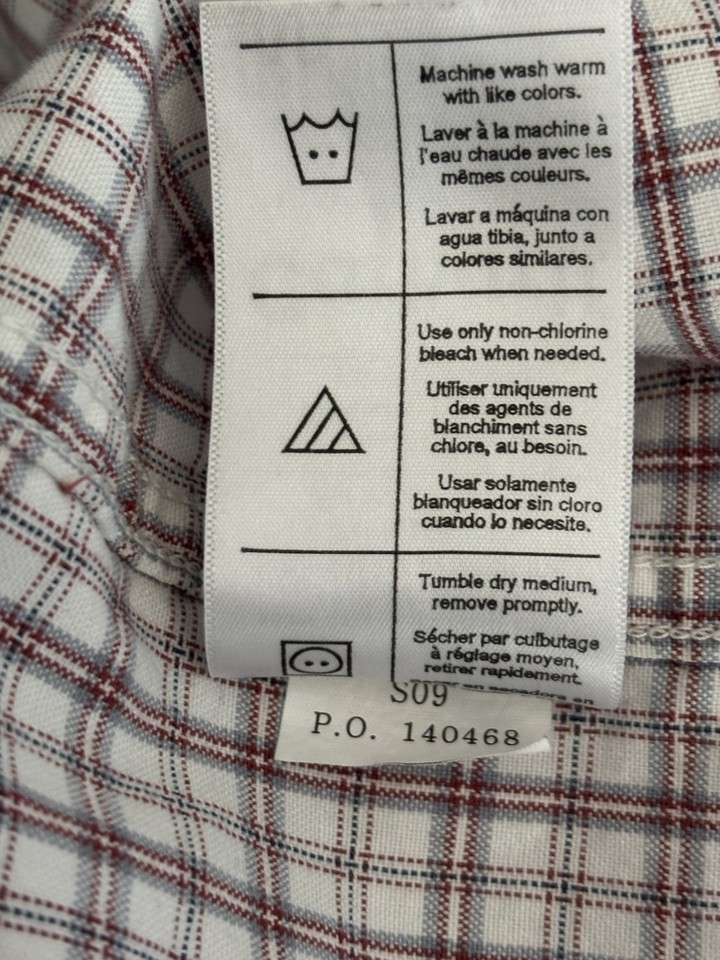 Machine wash warm
with like colors.
Laver à la machine à
l'eau chaude avec les
mêmes couleurs.
Lavar a máquina con
agua tibia, junto a
colores similares.
Use only non-chlorine
bleach when needed.
Utiliser uniquement
des agents de
blanchiment sans
chlore, au besoin.
Usar solamente
blanqueador sin cloro
cuando lo necesite.
Tumble dry medium,
remove promptly.
Sécher par culbutage
à réglage moyen,
retirer rapidement.
en secadora en
S09
P.O. 140468